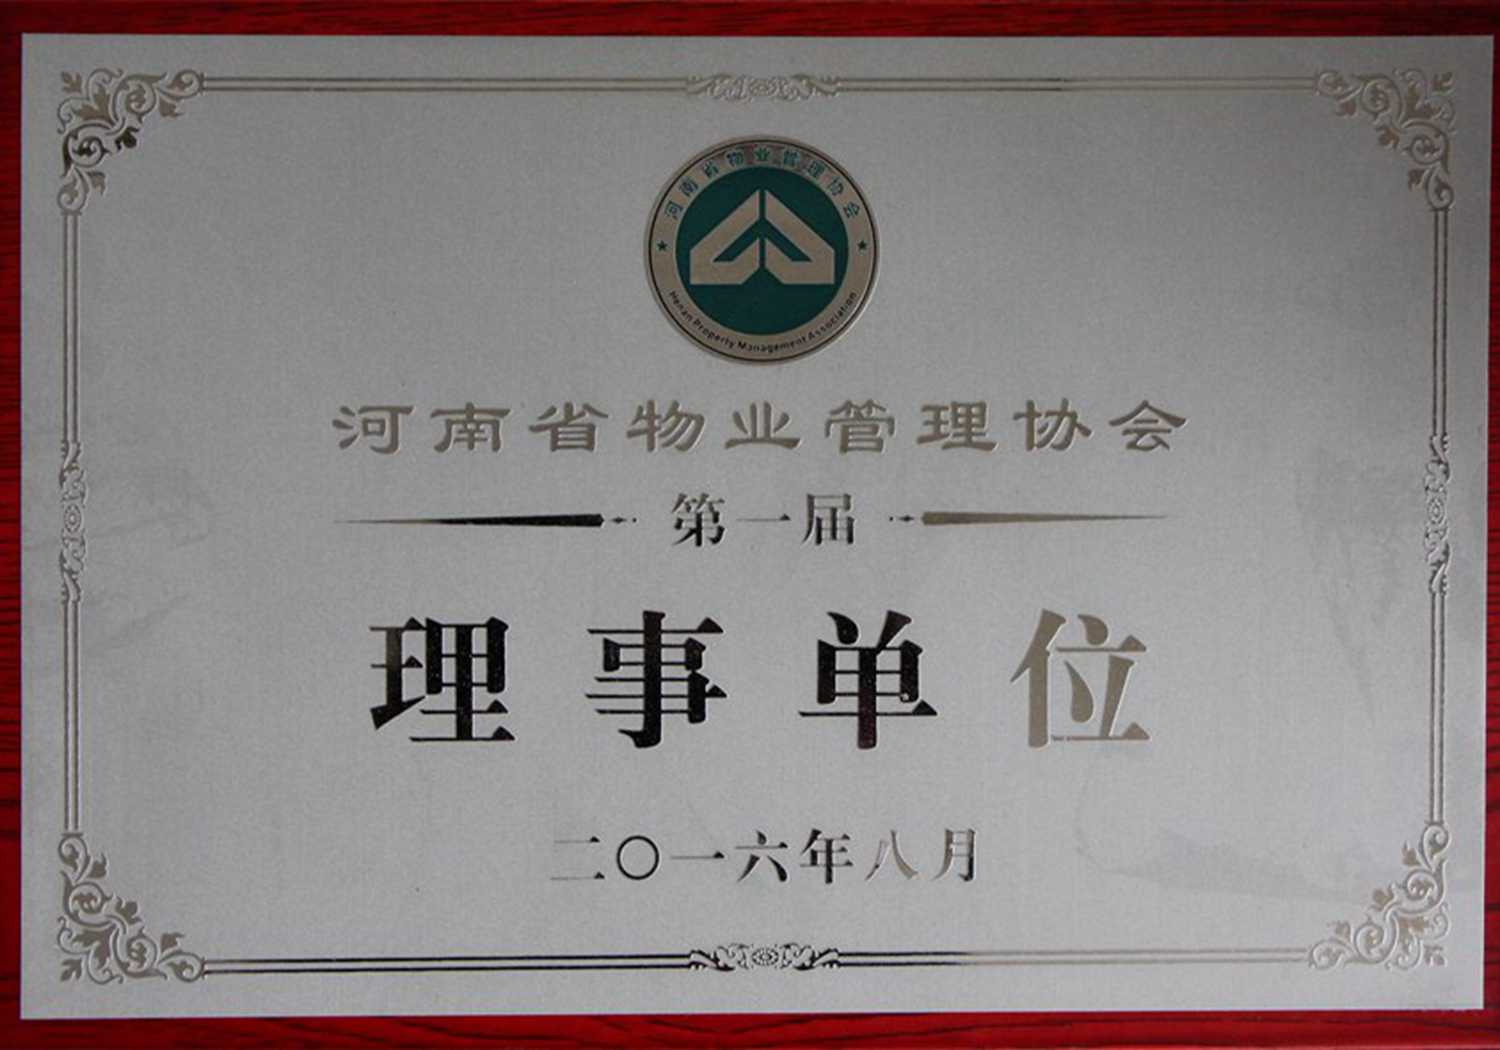 河南省物业管理协会
Henan Property Management Association
河南省物业管理协会
第一届
理事单位
二〇一六年八月